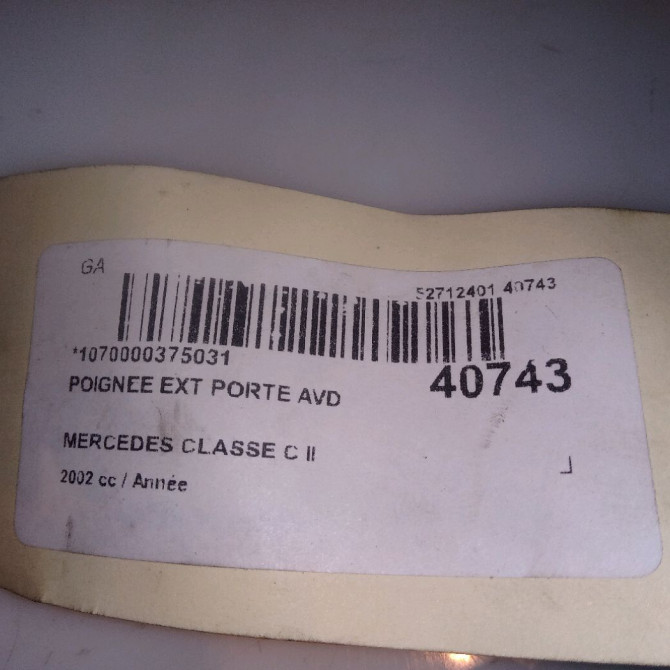 GA
52712401 40743
*1070000375031
40743
POIGNEE EXT PORTE AVD
MERCEDES CLASSE C II
2002 cc / Année